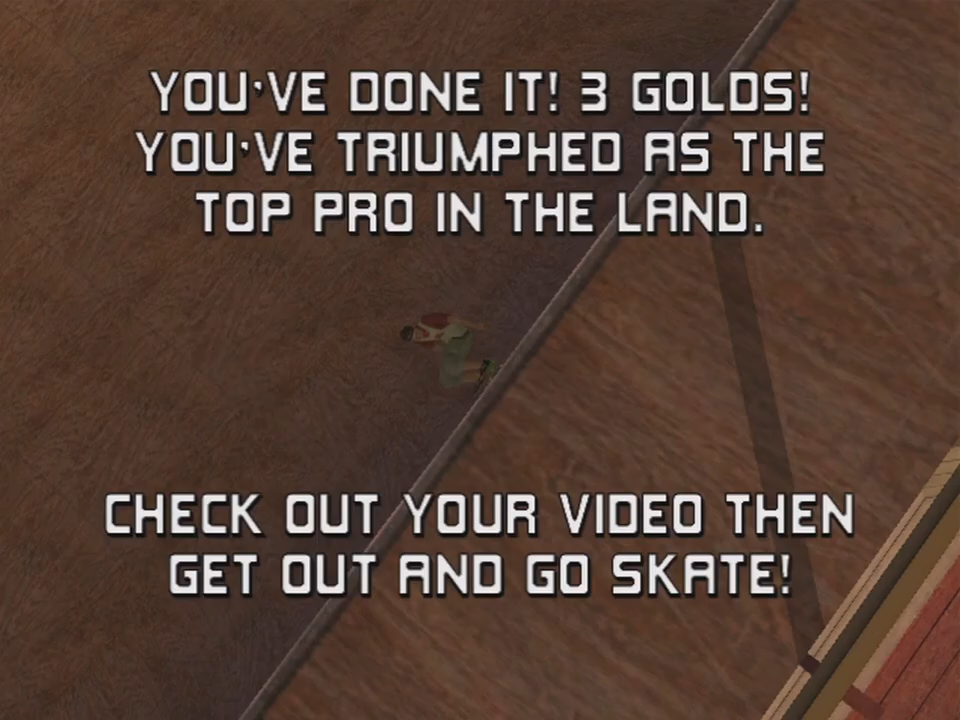 YOU'VE DONE IT! 3 GOLDS!
YOU'VE TRIUMPHED AS THE
TOP PRO IN THE LAND.
CHECK OUT YOUR VIDEO THEN
GET OUT AND GO SKATE!